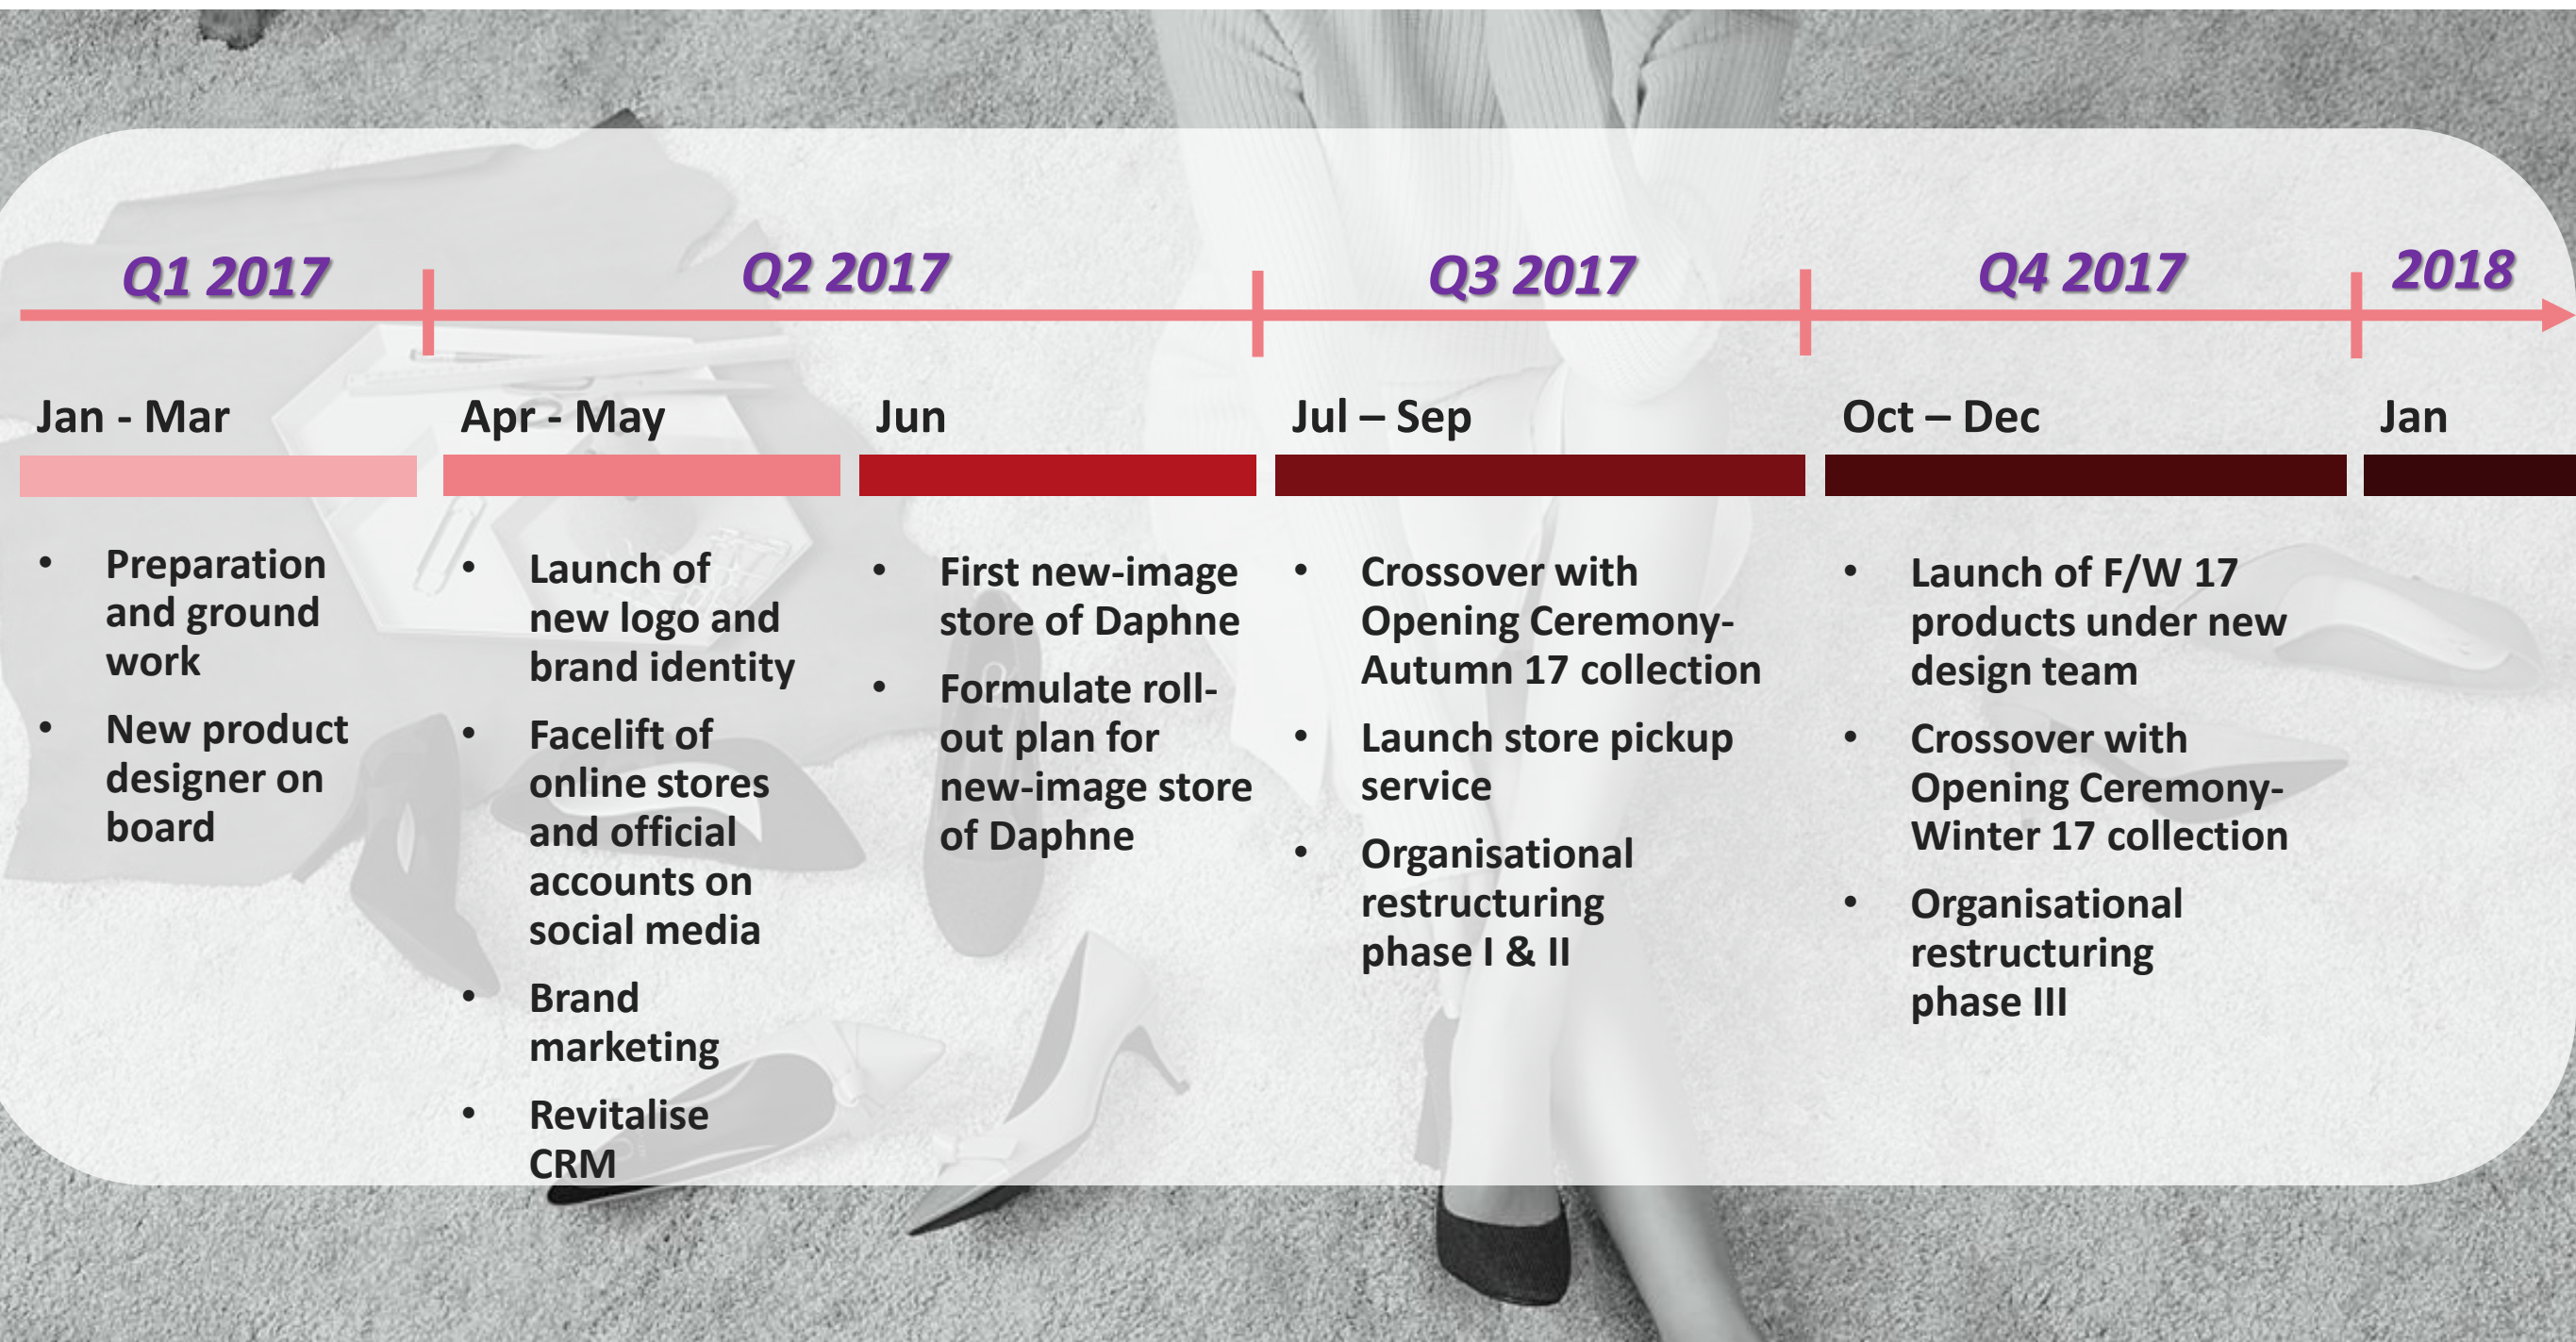 Q1 2017
Q2 2017
Q3 2017
Q4 2017
2018
Jan - Mar
Apr - May
Jun
Jul – Sep
Oct – Dec
Jan
• Preparation
and ground
work
• New product
designer on
board
• Launch of
new logo and
brand identity
• Facelift of
online stores
and official
accounts on
social media
• Brand
marketing
• Revitalise
CRM
• First new-image
store of Daphne
• Formulate roll-
out plan for
new-image store
of Daphne
• Crossover with
Opening Ceremony-
Autumn 17 collection
• Launch store pickup
service
• Organisational
restructuring
phase I & II
• Launch of F/W 17
products under new
design team
• Crossover with
Opening Ceremony-
Winter 17 collection
• Organisational
restructuring
phase III